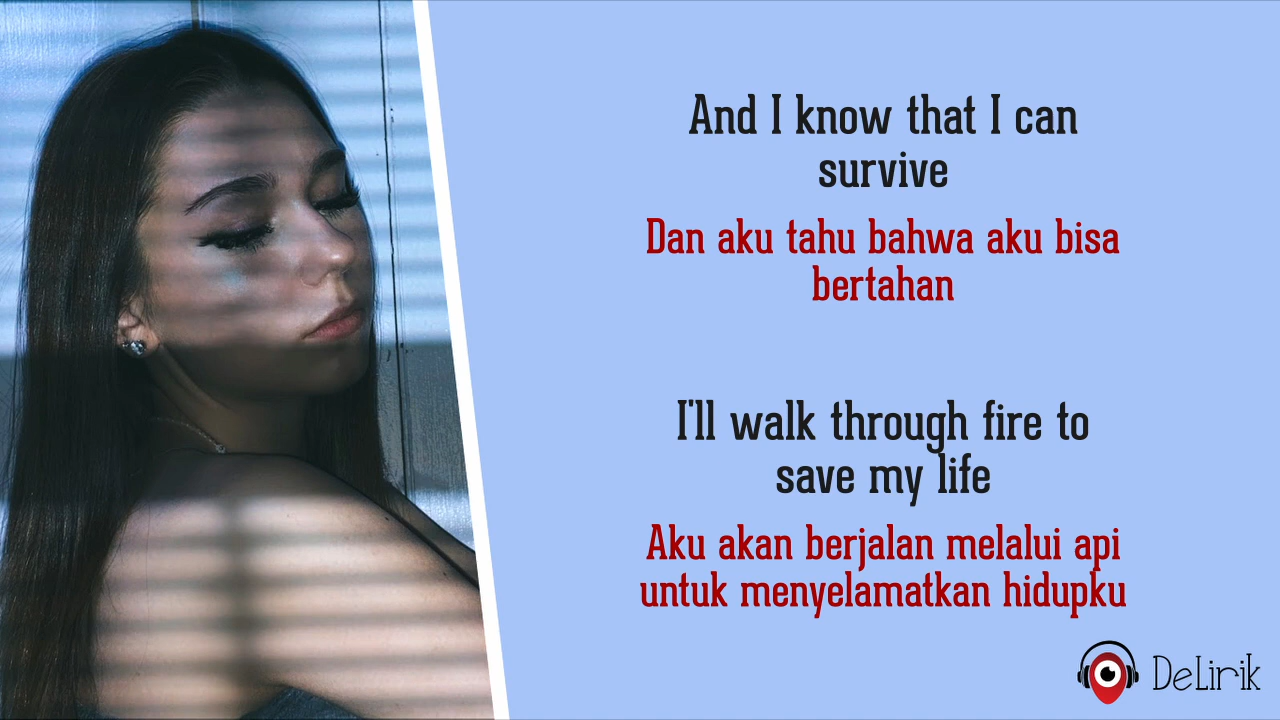 And I know that I can
survive
Dan aku tahu bahwa aku bisa
bertahan
I'll walk through fire to
save my life
Aku akan berjalan melalui api
untuk menyelamatkan hidupku
DeLirik